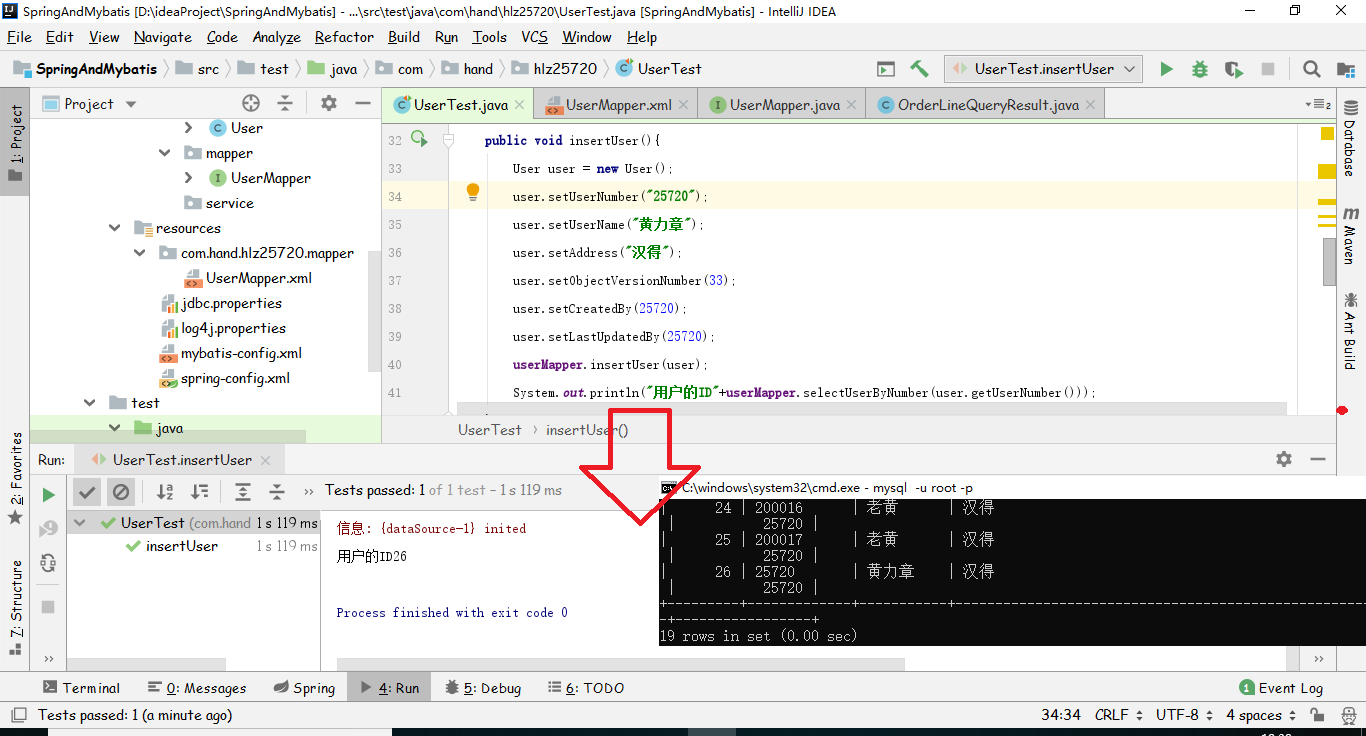 SpringAndMybatis [D:\ideaProject\SpringAndMybatis] - ...\src\test\java\com\hand\hlz25720\UserTest.java [SpringAndMybatis] - IntelliJ IDEA
File Edit View Navigate Code Analyze Refactor Build Run Tools VCS Window Help
SpringAndMybatis src test java com hand hlz25720 UserTest UserTest.insertUser
1: Project
Project
User
mapper
UserMapper
service
resources
com.hand.hlz25720.mapper
UserMapper.xml
jdbc.properties
log4j.properties
mybatis-config.xml
spring-config.xml
test
java
UserTest.java UserMapper.xml UserMapper.java OrderLineQueryResult.java 2
32 public void insertUser(){
33 User user = new User();
34 user.setUserNumber("25720");
35 user.setUserName("黄力章");
36 user.setAddress("汉得");
37 user.setObjectVersionNumber(33);
38 user.setCreatedBy(25720);
39 user.setLastUpdatedBy(25720);
40 userMapper.insertUser(user);
41 System.out.println("用户的ID"+userMapper.selectUserByNumber(user.getUserNumber()));
UserTest insertUser()
Database
Maven
Ant Build
2: Favorites
7: Structure
Run: UserTest.insertUser
Tests passed: 1 of 1 test – 1 s 119 ms
UserTest (com.hand 1 s 119 ms
insertUser 1 s 119 ms
信息: {dataSource-1} inited
用户的ID26
Process finished with exit code 0
C:\windows\system32\cmd.exe - mysql -u root -p
| 24 | 200016 | 老黄 | 汉得
| 25720 |
| 25 | 200017 | 老黄 | 汉得
| 25720 |
| 26 | 25720 | 黄力章 | 汉得
| 25720 |
19 rows in set (0.00 sec)
Terminal 0: Messages Spring 4: Run 5: Debug 6: TODO 1 Event Log
Tests passed: 1 (a minute ago) 34:34 CRLF UTF-8 4 spaces